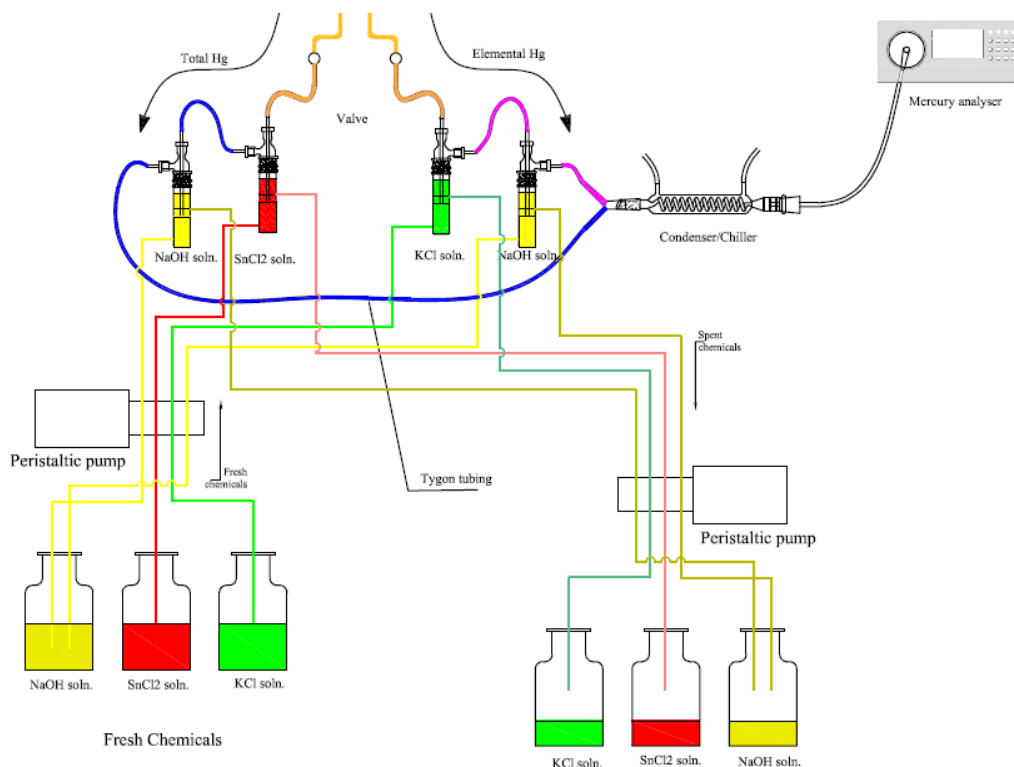 Total Hg
Elemental Hg
Mercury analyser
Valve
NaOH soln.
SnCl2 soln.
KCl soln.
NaOH soln.
Condenser/Chiller
Spent
chemicals
Peristaltic pump
Fresh
chemicals
Tygon tubing
Peristaltic pump
NaOH soln.
SnCl2 soln.
KCl soln.
Fresh Chemicals
KCl soln.
SnCl2 soln.
NaOH soln.